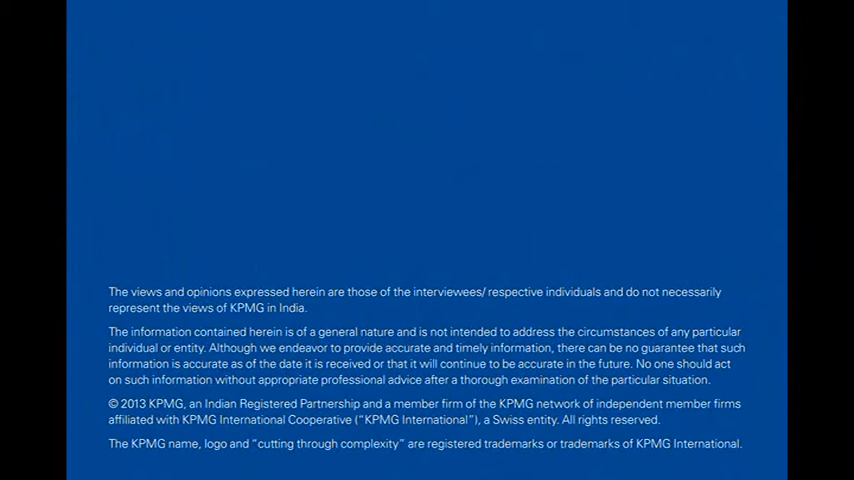 The views and opinions expressed herein are those of the interviewees/ respective individuals and do not necessarily
represent the views of KPMG in India.
The information contained herein is of a general nature and is not intended to address the circumstances of any particular
individual or entity. Although we endeavor to provide accurate and timely information, there can be no guarantee that such
information is accurate as of the date it is received or that it will continue to be accurate in the future. No one should act
on such information without appropriate professional advice after a thorough examination of the particular situation.
© 2013 KPMG, an Indian Registered Partnership and a member firm of the KPMG network of independent member firms
affiliated with KPMG International Cooperative (“KPMG International”), a Swiss entity. All rights reserved.
The KPMG name, logo and “cutting through complexity” are registered trademarks or trademarks of KPMG International.